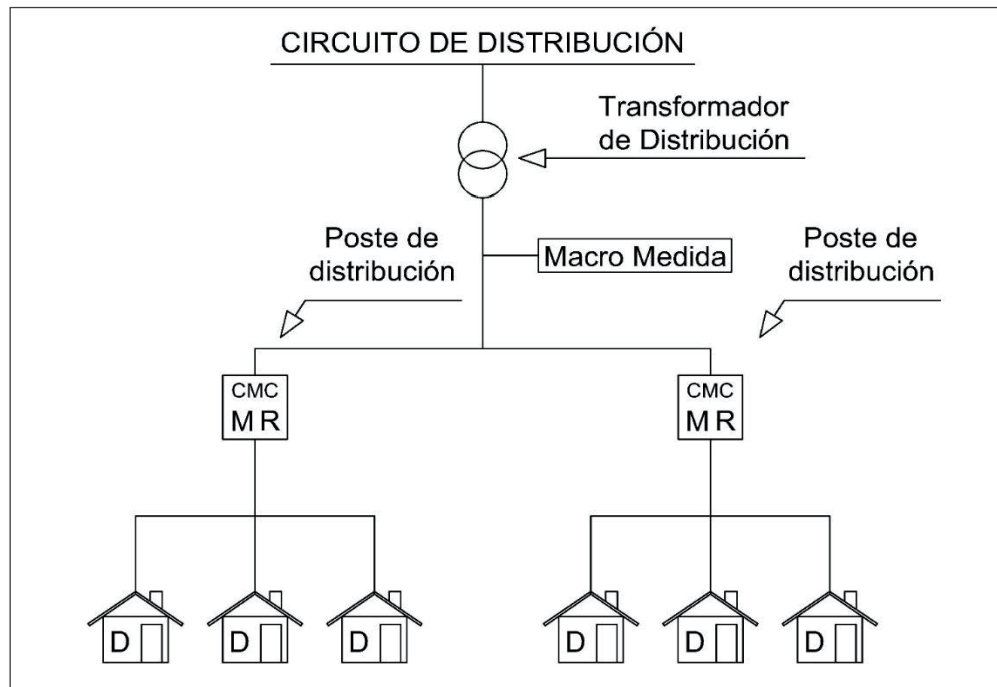 CIRCUITO DE DISTRIBUCIÓN
Transformador
de Distribución
Macro Medida
Poste de
distribución
Poste de
distribución
CMC
M R
CMC
M R
D
D
D
D
D
D